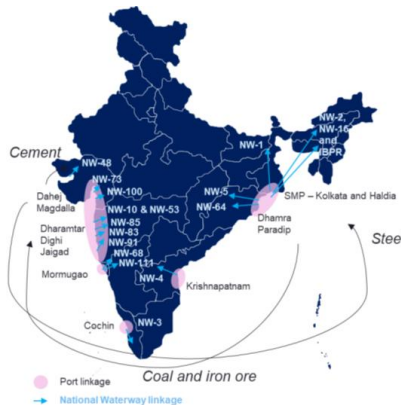 NW-2,
NW-16
and
IBPR
NW-1
Cement
NW-48
NW-73
NW-100
NW-5
SMP – Kolkata and Haldia
Dahej
Magdalla
NW-10 & NW-53
NW-64
Dhamra
Paradip
NW-85
Dharamtar
Dighi
Jaigad
NW-83
NW-91
Stee
NW-68
NW-111
Mormugao
NW-4
Krishnapatnam
Cochin
NW-3
Coal and iron ore
Port linkage
National Waterway linkage